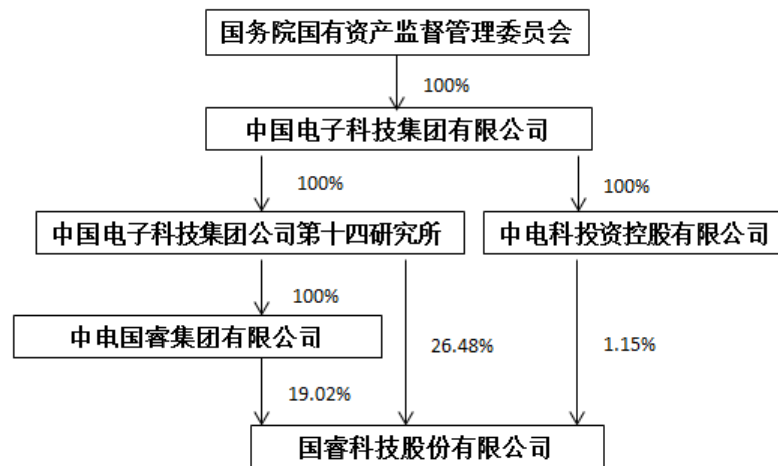 国务院国有资产监督管理委员会
100%
中国电子科技集团有限公司
100%
100%
中国电子科技集团公司第十四研究所
中电科投资控股有限公司
100%
中电国睿集团有限公司
26.48%
1.15%
19.02%
国睿科技股份有限公司